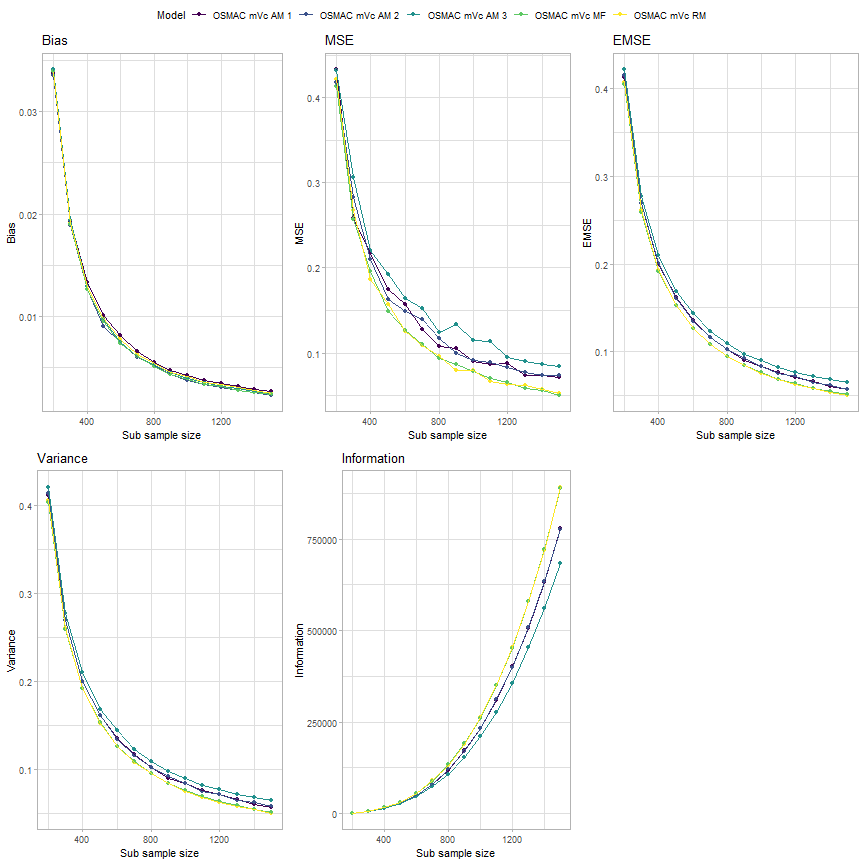 Model OSMAC mVc AM 1 OSMAC mVc AM 2 OSMAC mVc AM 3 OSMAC mVc MF OSMAC mVc RM
Bias
0.03
0.02
0.01
Bias
400 800 1200
Sub sample size
MSE
0.4
0.3
0.2
0.1
MSE
400 800 1200
Sub sample size
EMSE
0.4
0.3
0.2
0.1
EMSE
400 800 1200
Sub sample size
Variance
0.4
0.3
0.2
0.1
Variance
400 800 1200
Sub sample size
Information
750000
500000
250000
0
Information
400 800 1200
Sub sample size